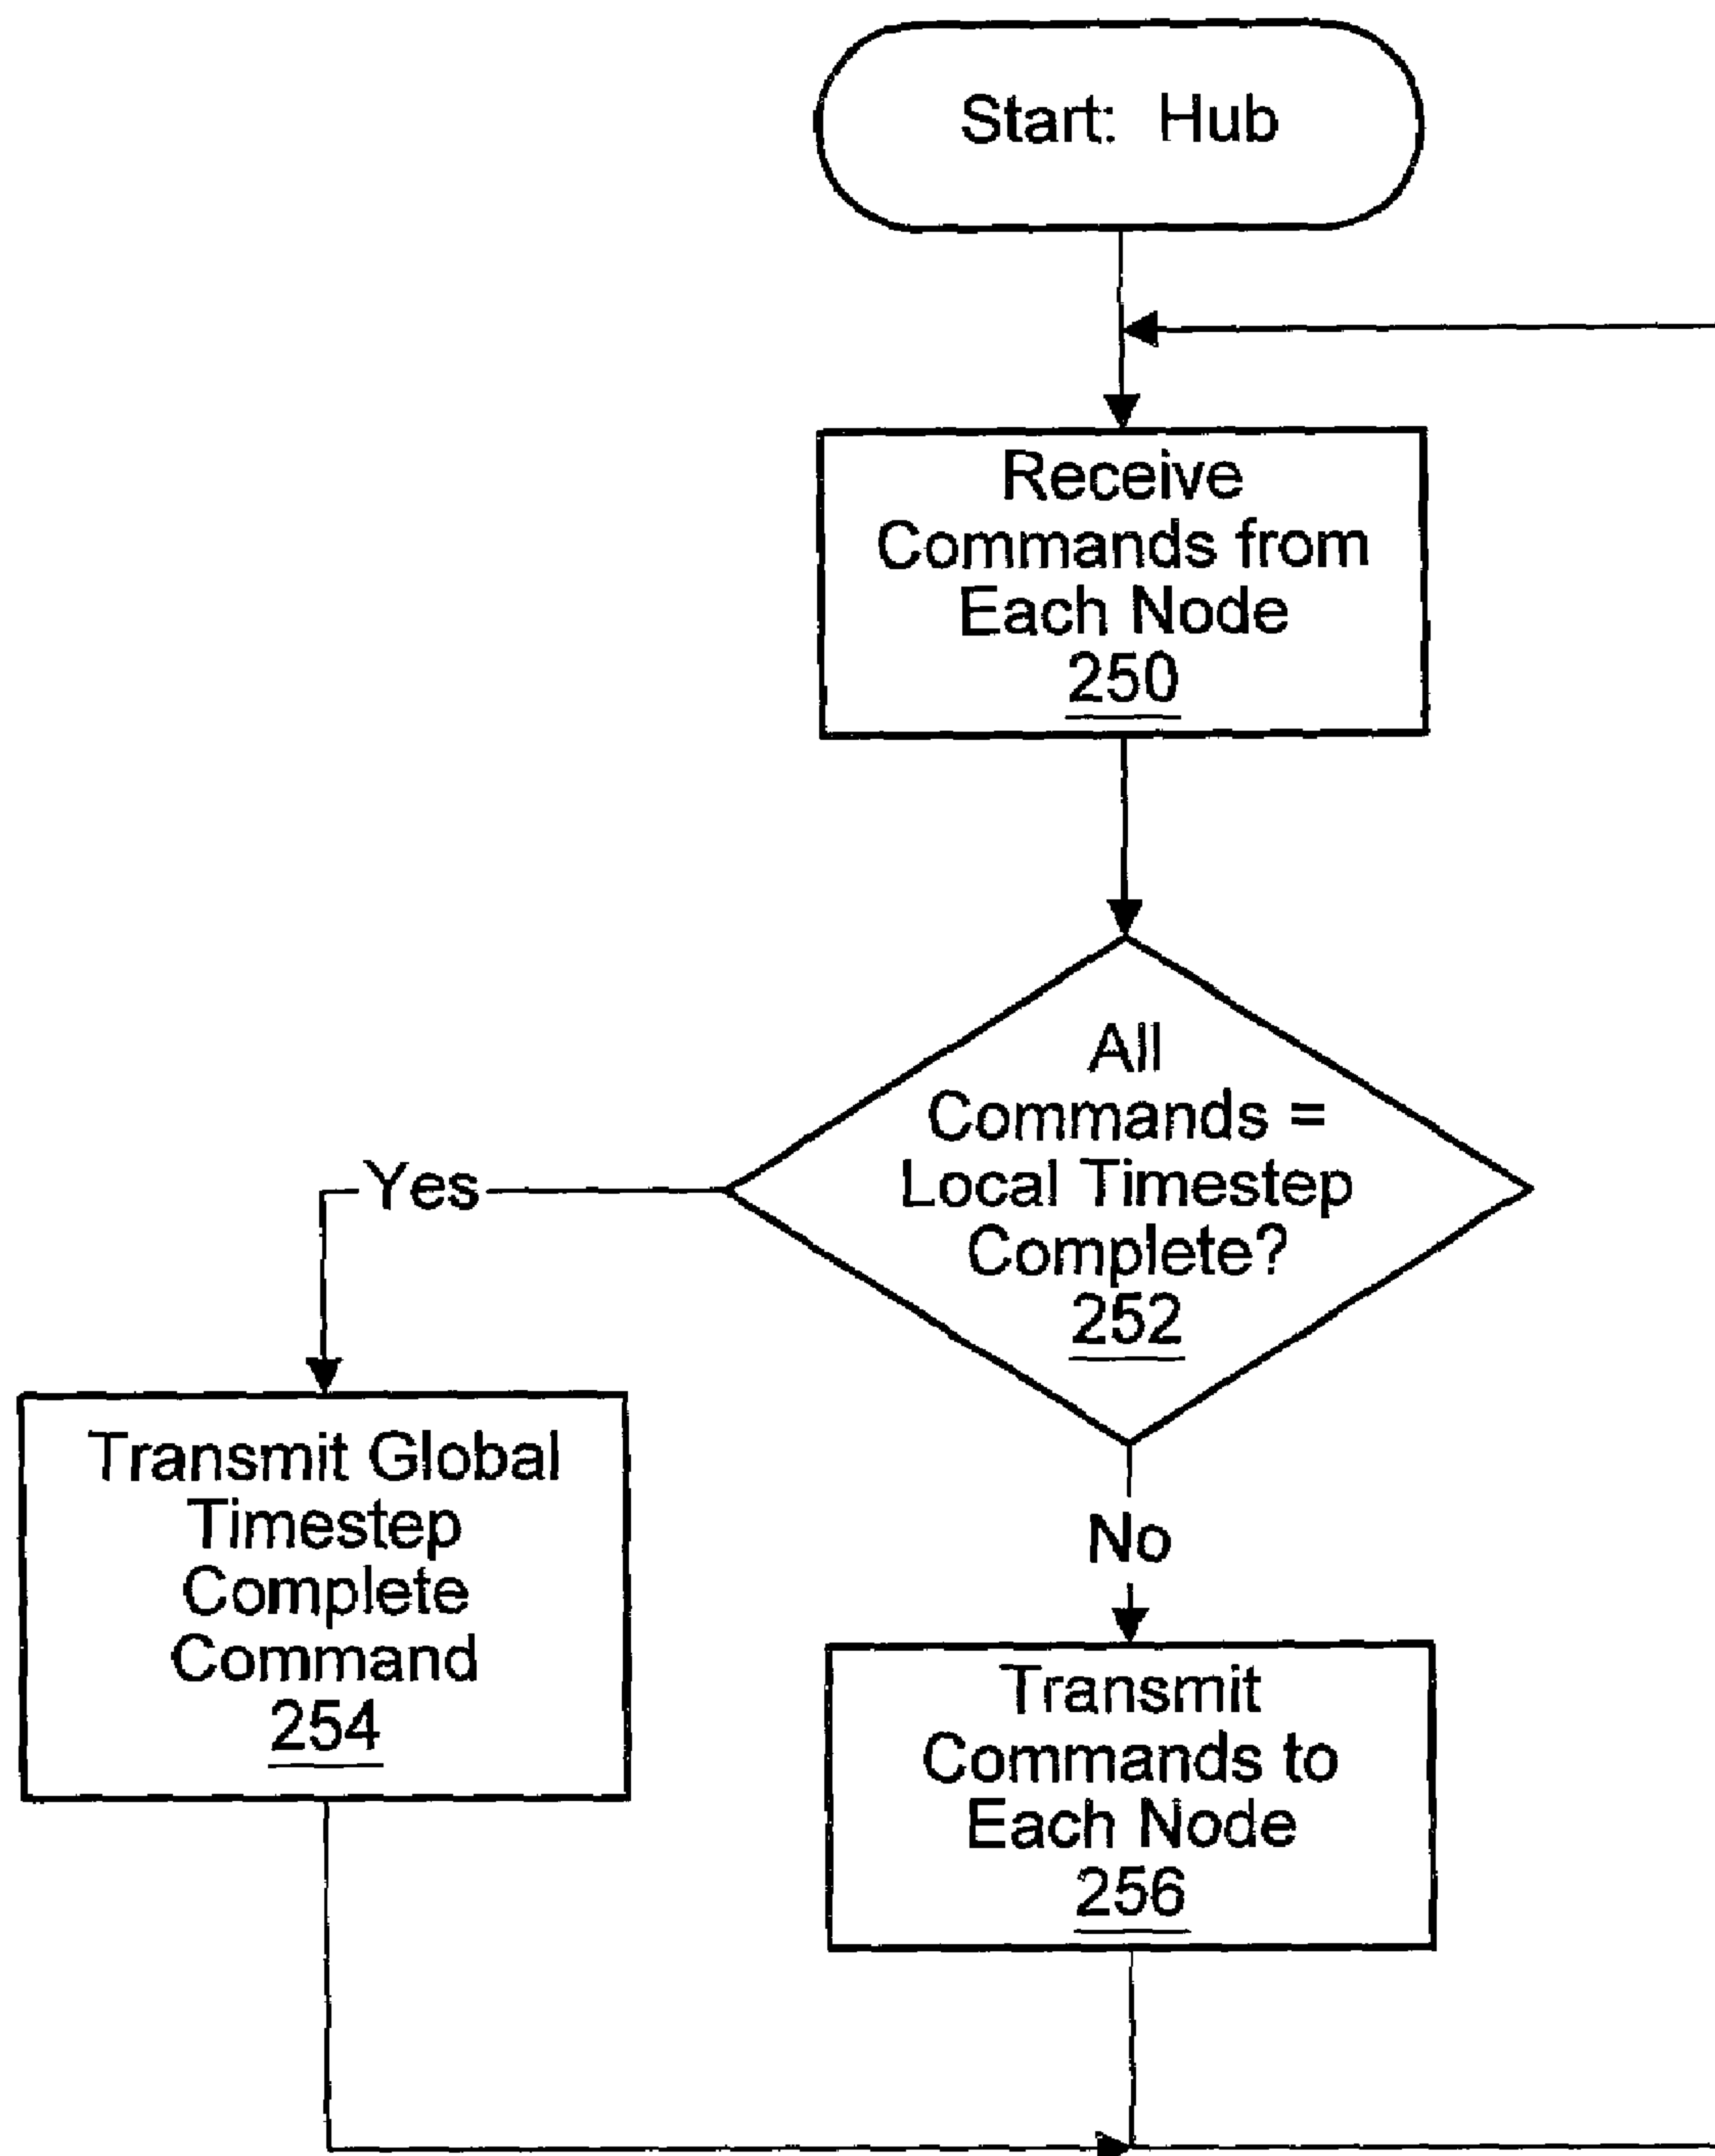 Start: Hub
Receive
Commands from
Each Node
250
All
Commands =
Local Timestep
Complete?
252
Yes
No
Transmit Global
Timestep
Complete
Command
254
Transmit
Commands to
Each Node
256